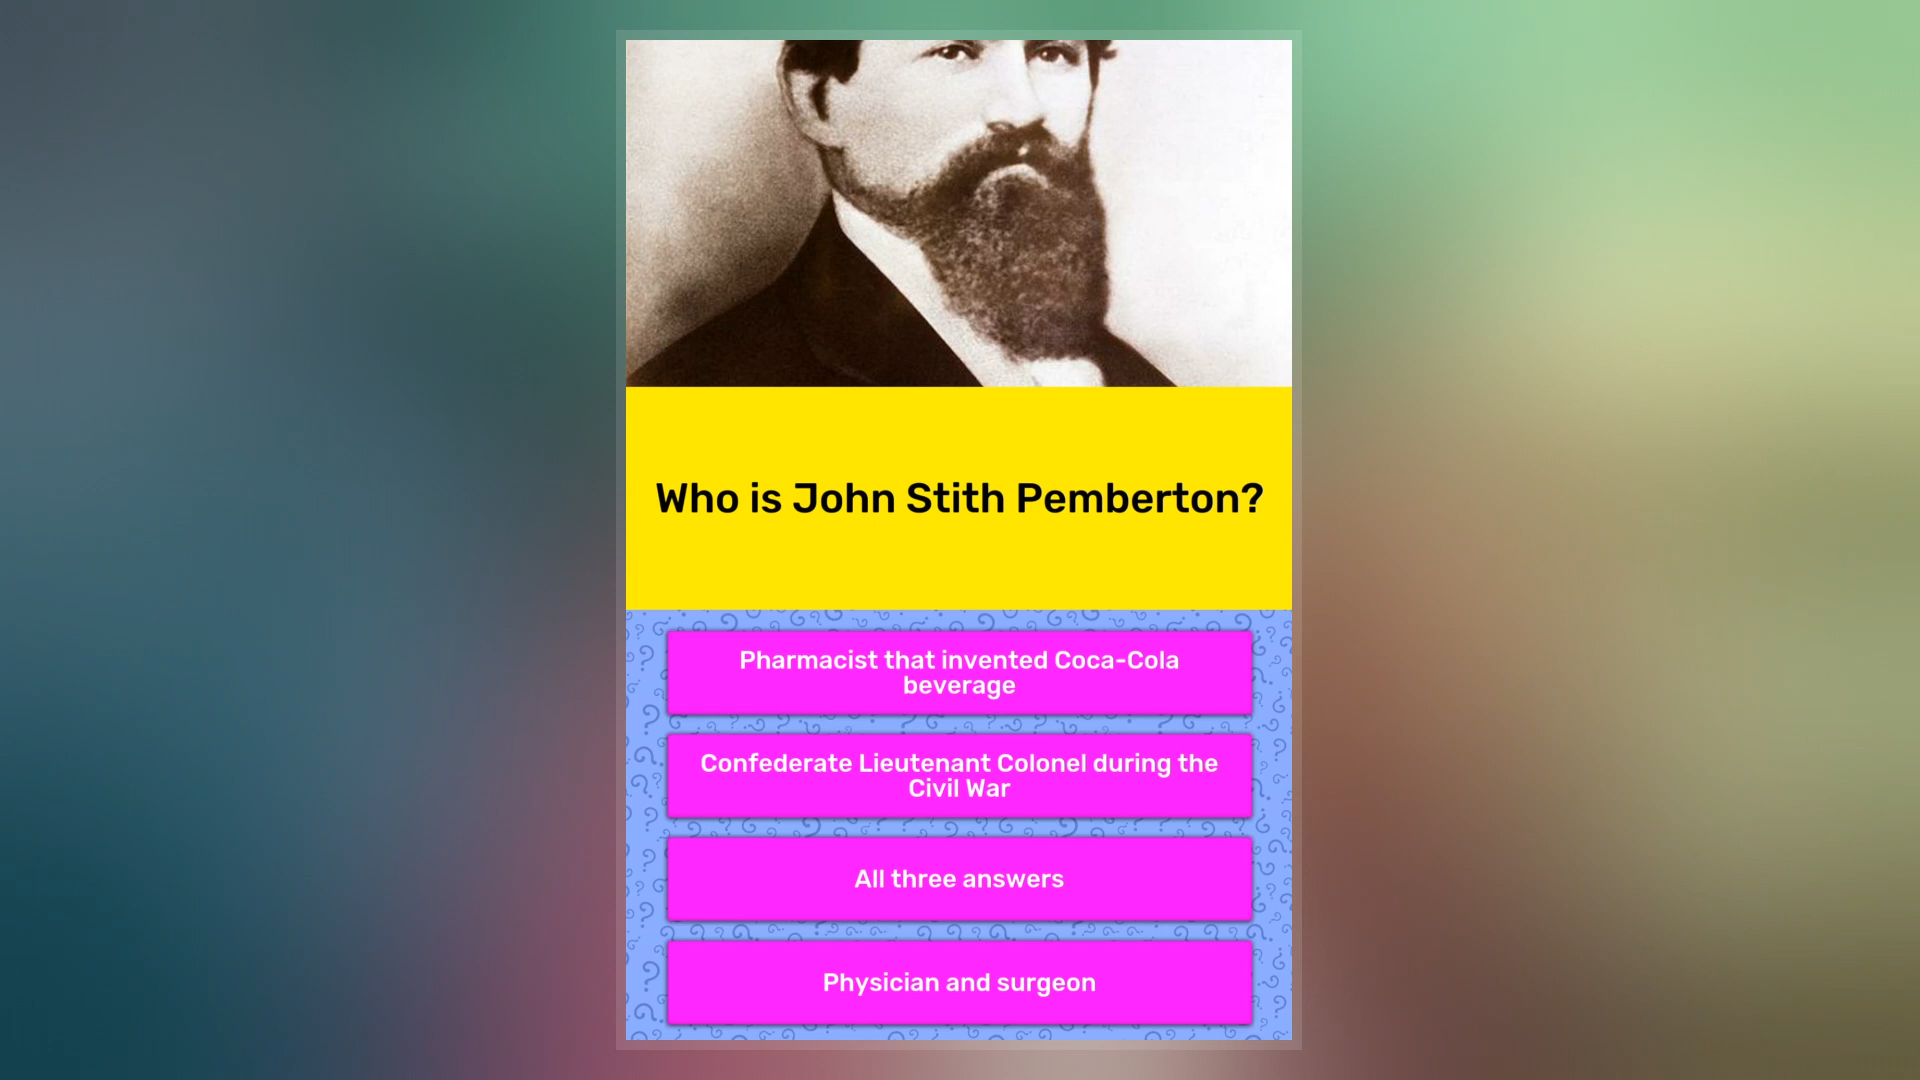 Who is John Stith Pemberton?
Pharmacist that invented Coca-Cola
beverage
Confederate Lieutenant Colonel during the
Civil War
All three answers
Physician and surgeon